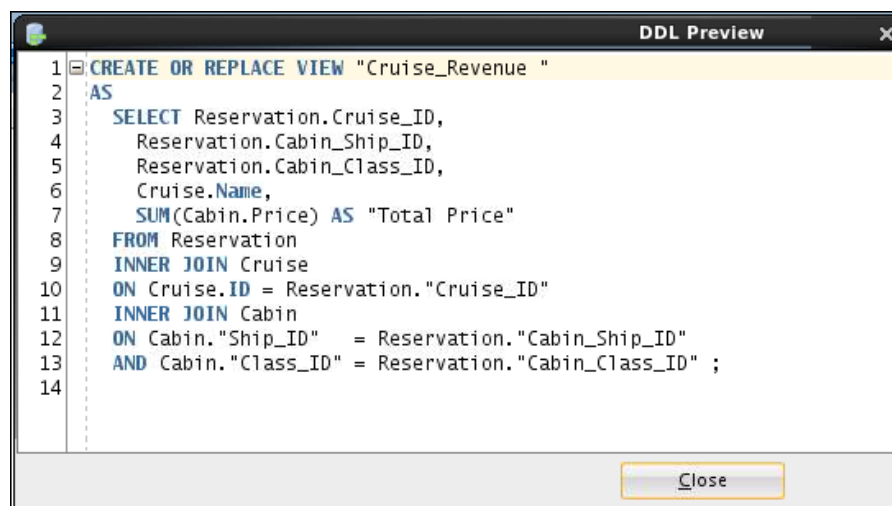 DDL Preview
1 CREATE OR REPLACE VIEW "Cruise_Revenue "
2 AS
3 SELECT Reservation.Cruise_ID,
4 Reservation.Cabin_Ship_ID,
5 Reservation.Cabin_Class_ID,
6 Cruise.Name,
7 SUM(Cabin.Price) AS "Total Price"
8 FROM Reservation
9 INNER JOIN Cruise
10 ON Cruise.ID = Reservation."Cruise_ID"
11 INNER JOIN Cabin
12 ON Cabin."Ship_ID"   = Reservation."Cabin_Ship_ID"
13 AND Cabin."Class_ID" = Reservation."Cabin_Class_ID" ;
14
Close